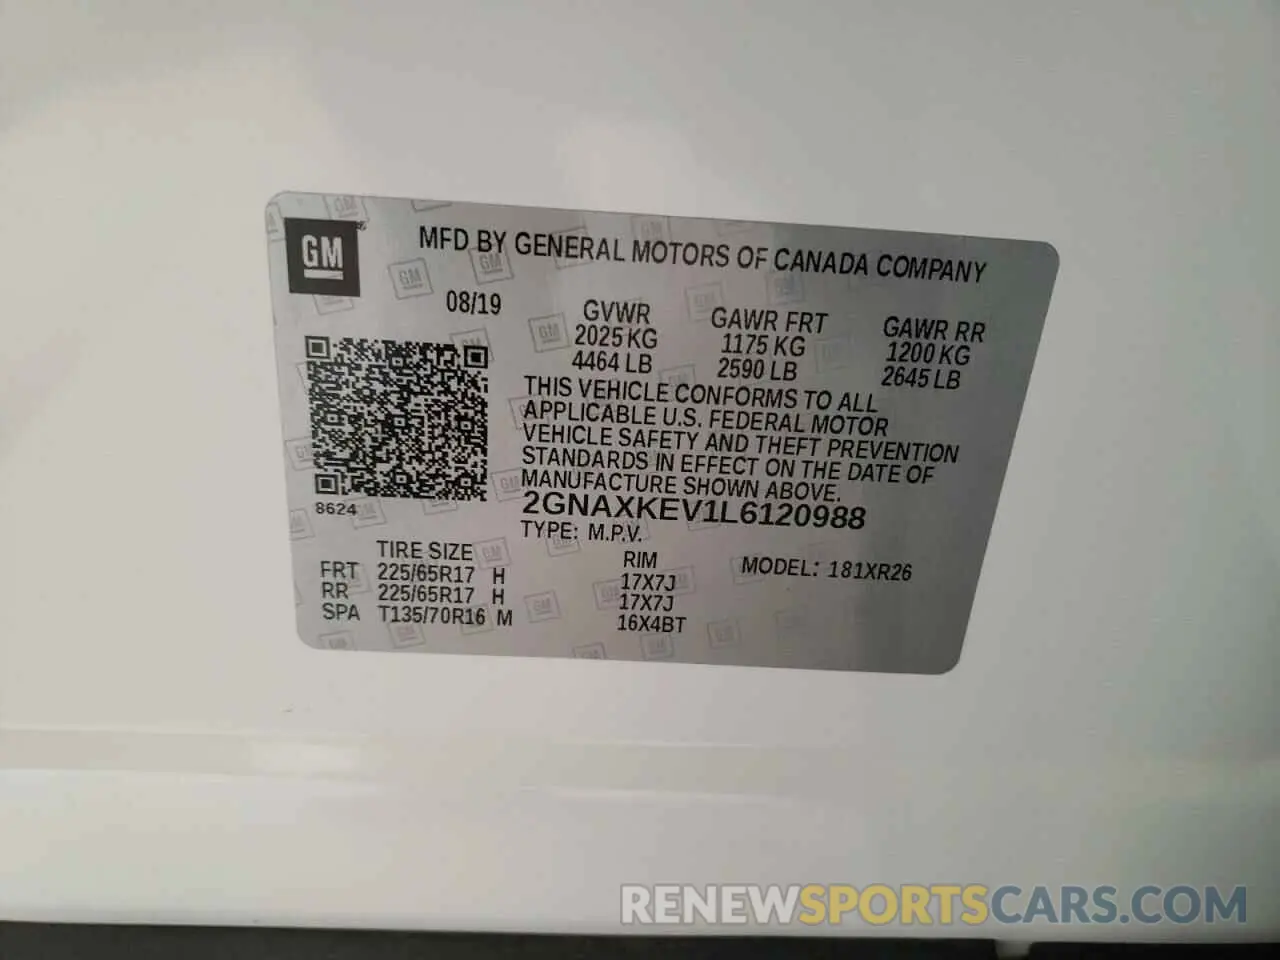 GM
MFD BY GENERAL MOTORS OF CANADA COMPANY
08/19
GVWR
2025 KG
4464 LB
GAWR FRT
1175 KG
2590 LB
GAWR RR
1200 KG
2645 LB
THIS VEHICLE CONFORMS TO ALL
APPLICABLE U.S. FEDERAL MOTOR
VEHICLE SAFETY AND THEFT PREVENTION
STANDARDS IN EFFECT ON THE DATE OF
MANUFACTURE SHOWN ABOVE.
8624
2GNAXKEV1L6120988
TYPE: M.P.V.
MODEL: 181XR26
TIRE SIZE RIM
FRT 225/65R17 H 17X7J
RR 225/65R17 H 17X7J
SPA T135/70R16 M 16X4BT
RENEWSPORTSCARS.COM